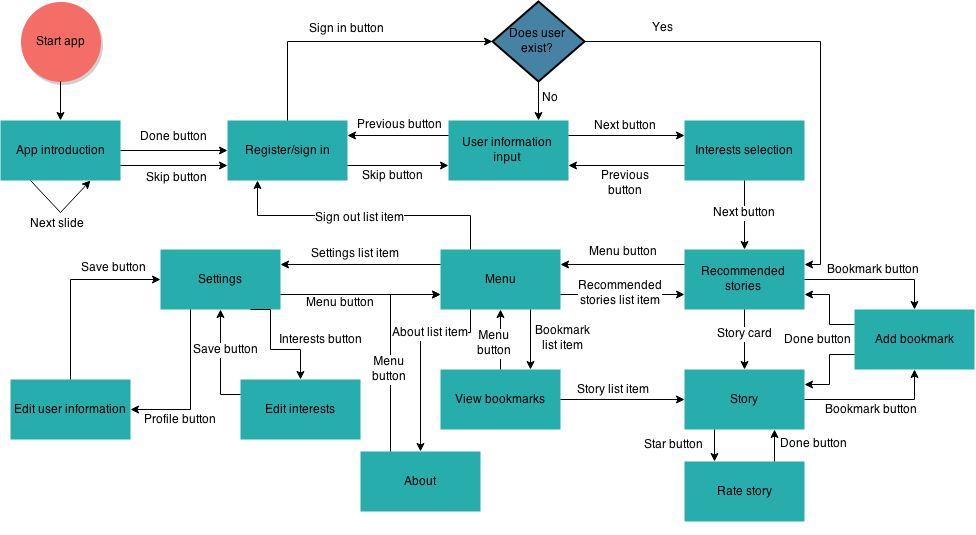 Start app
Sign in button
Does user
exist?
Yes
No
App introduction
Done button
Skip button
Register/sign in
Previous button
Skip button
User information
input
Next button
Previous
button
Interests selection
Next slide
Next button
Sign out list item
Save button
Settings
Settings list item
Menu button
Menu
Menu button
Recommended
stories list item
Recommended
stories
Bookmark button
Save button
Interests button
About list item
Menu
button
Menu
button
Bookmark
list item
Story card
Done button
Add bookmark
Edit user information
Profile button
Edit interests
View bookmarks
Story list item
Story
Bookmark button
Star button
Done button
About
Rate story